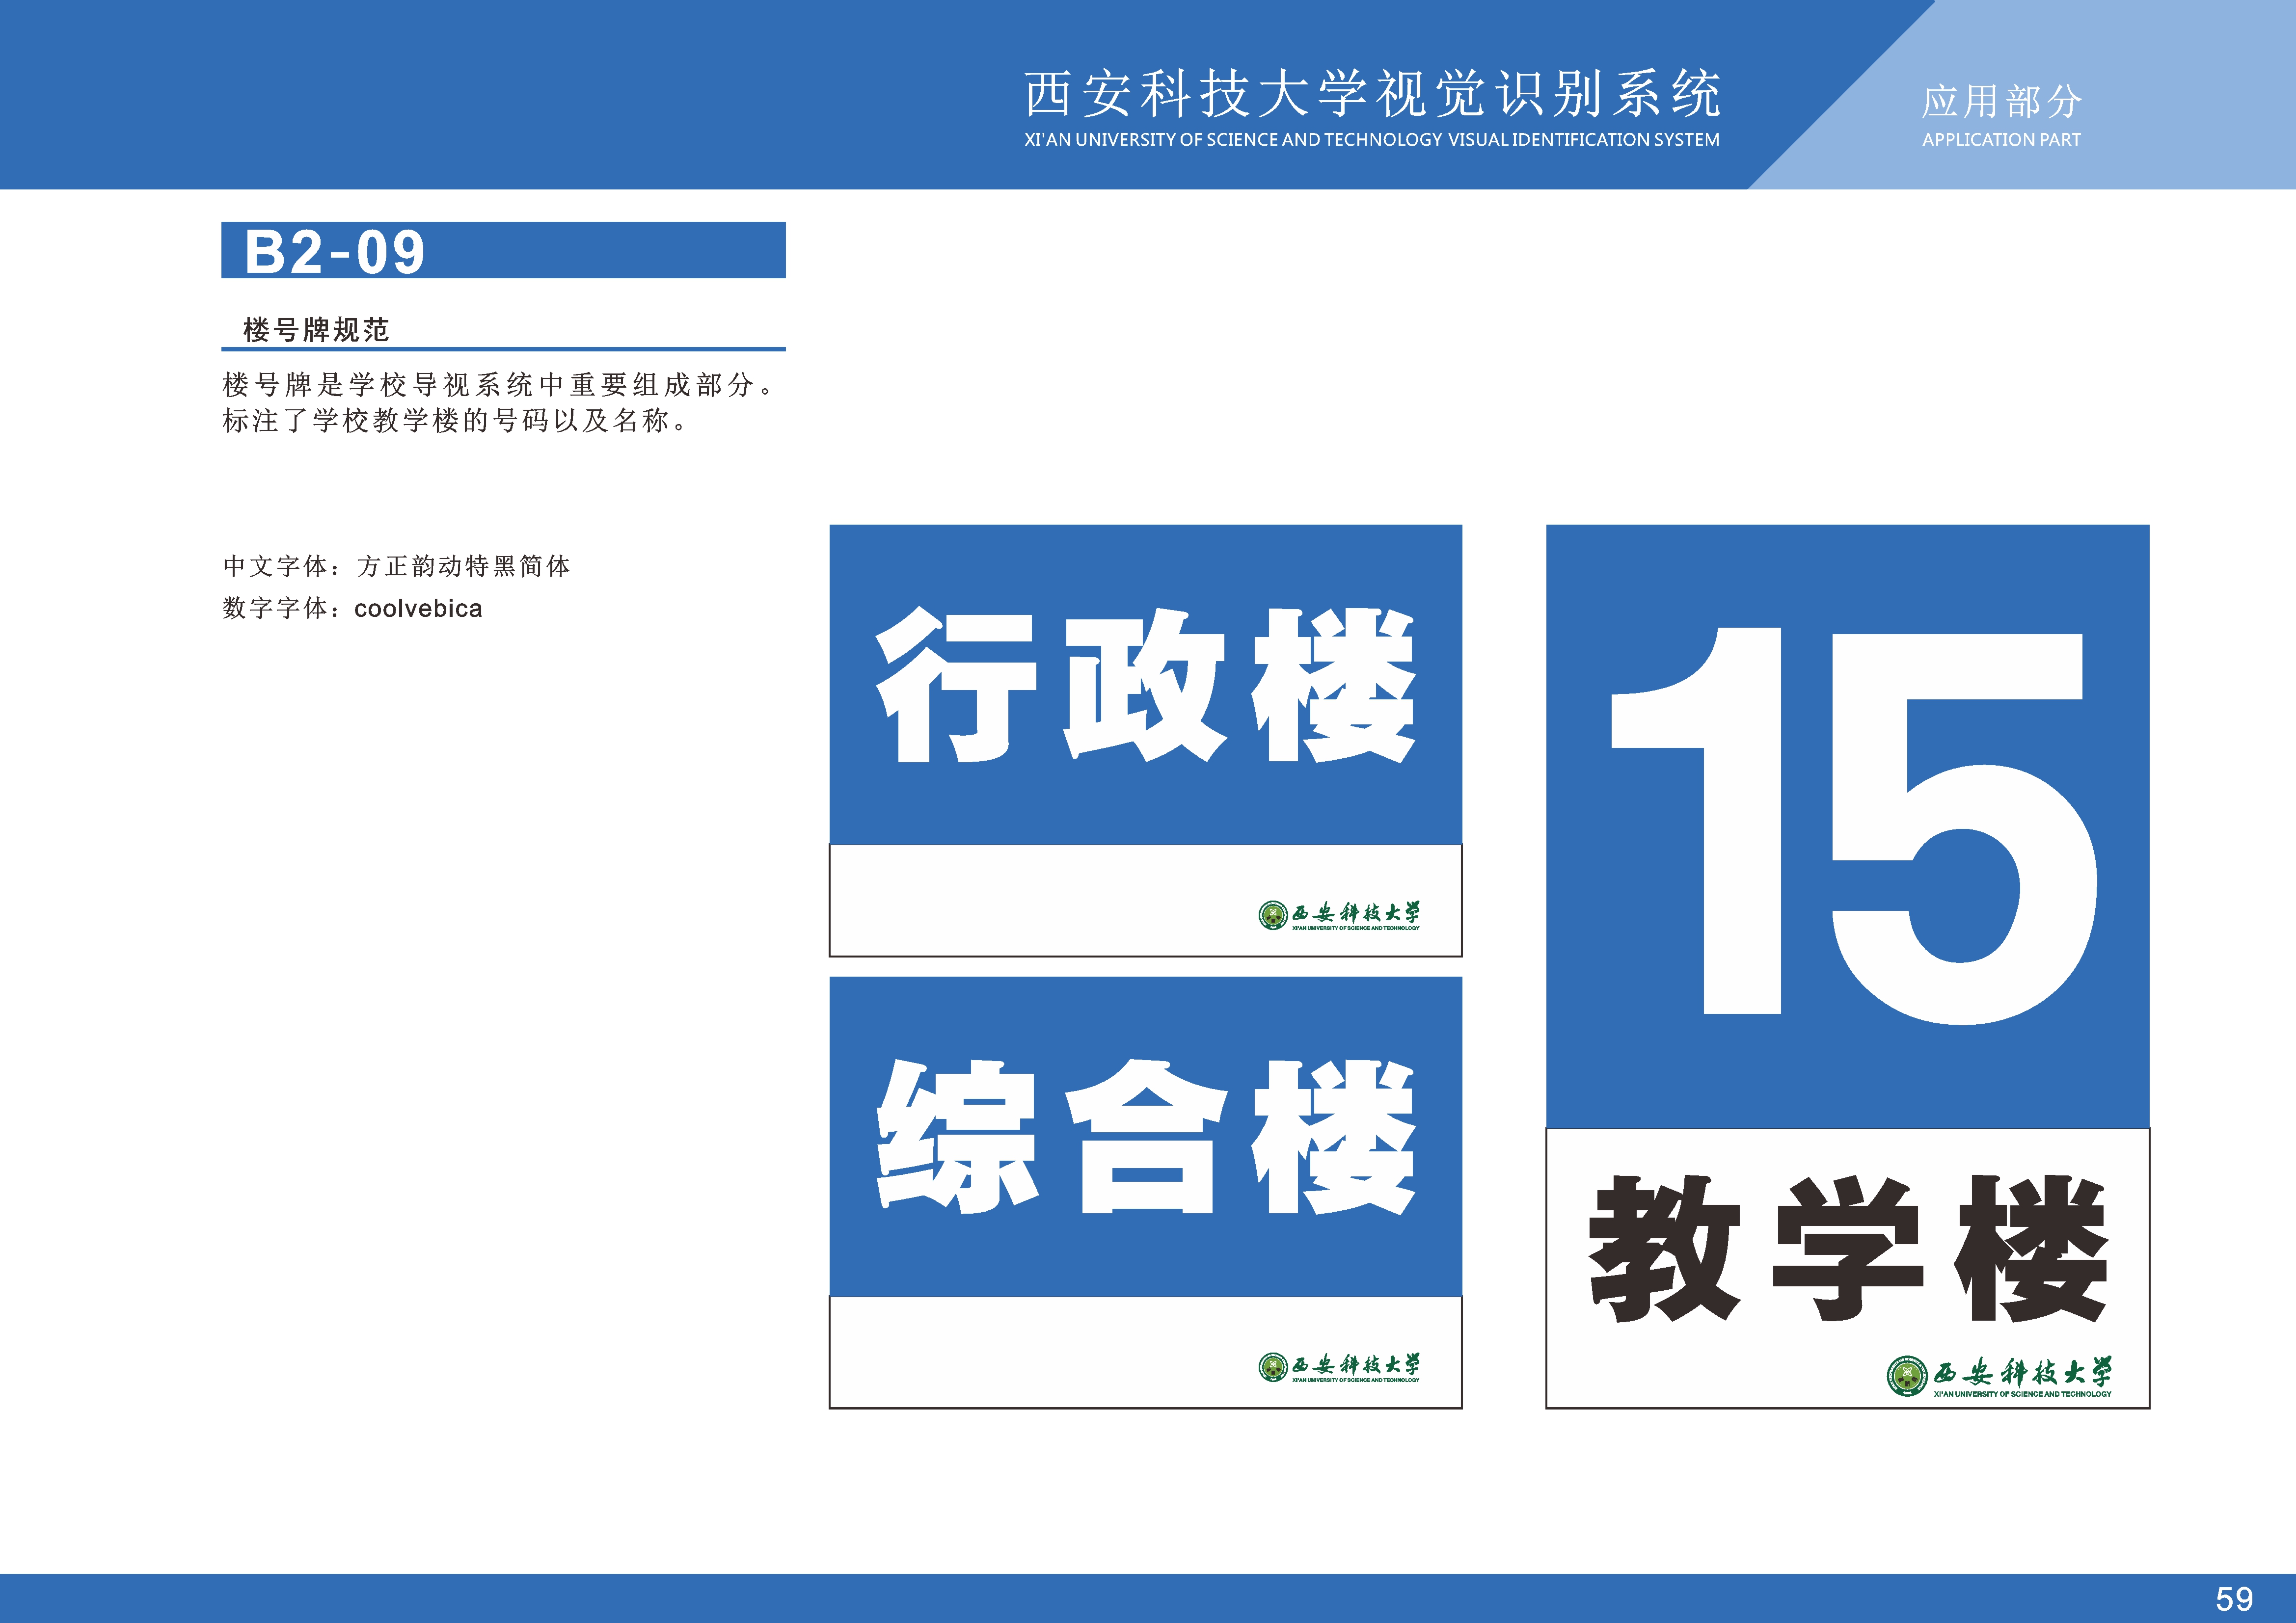 西安科技大学视觉识别系统
XI'AN UNIVERSITY OF SCIENCE AND TECHNOLOGY VISUAL IDENTIFICATION SYSTEM
应用部分
APPLICATION PART
B2-09
楼号牌规范
楼号牌是学校导视系统中重要组成部分。
标注了学校教学楼的号码以及名称。
中文字体：方正韵动特黑简体
数字字体：coolvebica
行政楼
西安科技大学
XI'AN UNIVERSITY OF SCIENCE AND TECHNOLOGY
综合楼
西安科技大学
XI'AN UNIVERSITY OF SCIENCE AND TECHNOLOGY
15
教学楼
西安科技大学
XI'AN UNIVERSITY OF SCIENCE AND TECHNOLOGY
59